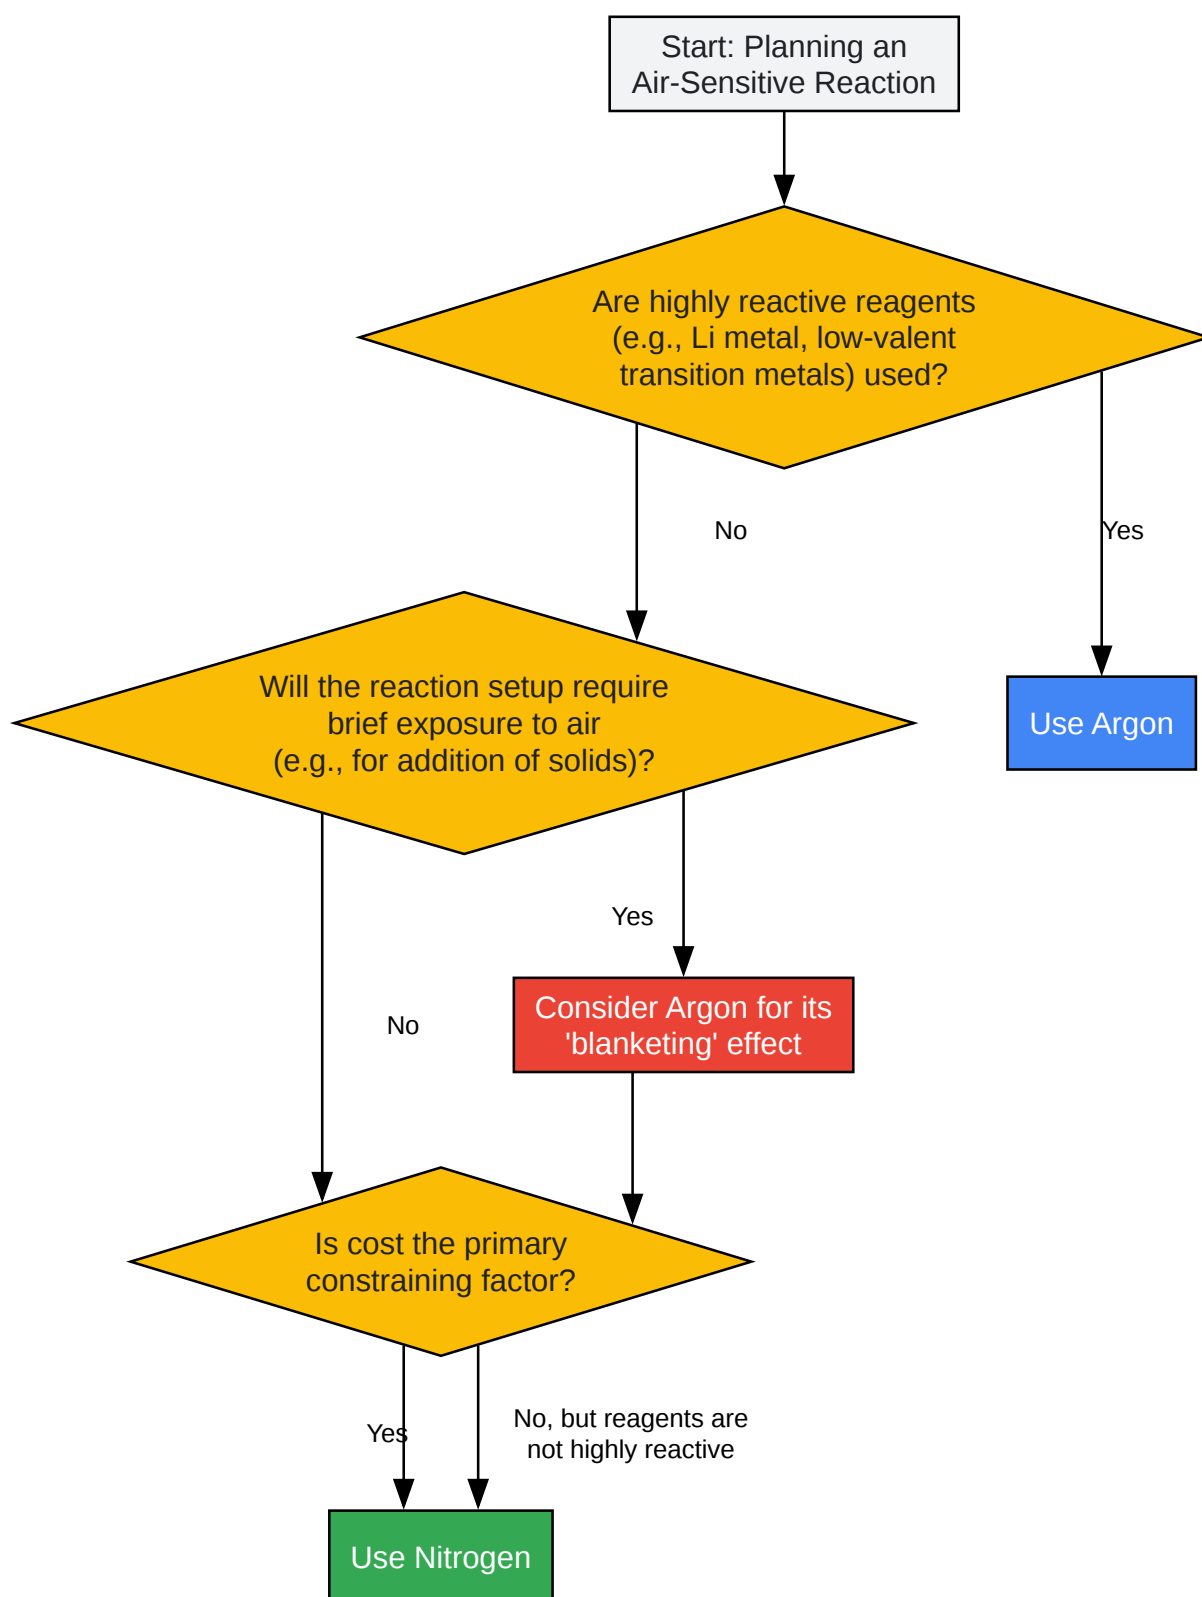 Start: Planning an
Air-Sensitive Reaction
Are highly reactive reagents
(e.g., Li metal, low-valent
transition metals) used?
No
Yes
Will the reaction setup require
brief exposure to air
(e.g., for addition of solids)?
Use Argon
Yes
Consider Argon for its
'blanketing' effect
No
Is cost the primary
constraining factor?
Yes
No, but reagents are
not highly reactive
Use Nitrogen